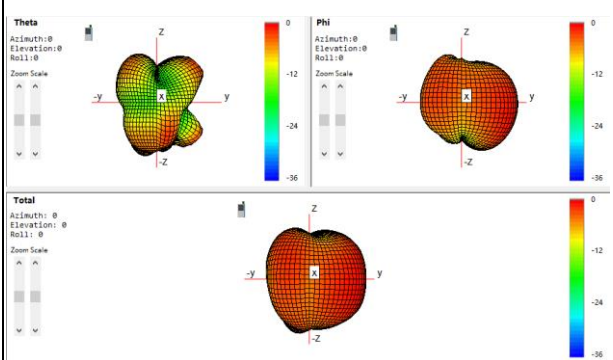 Theta
Azimuth:0
Elevation:0
Roll:0
Zoom Scale
Z
-y
x
y
-Z
0
-12
-24
-36
Phi
Azimuth:0
Elevation:0
Roll:0
Zoom Scale
Z
-y
x
y
-Z
0
-12
-24
-36
Total
Azimuth: 0
Elevation: 0
Roll: 0
Zoom Scale
Z
-y
x
y
-Z
0
-12
-24
-36